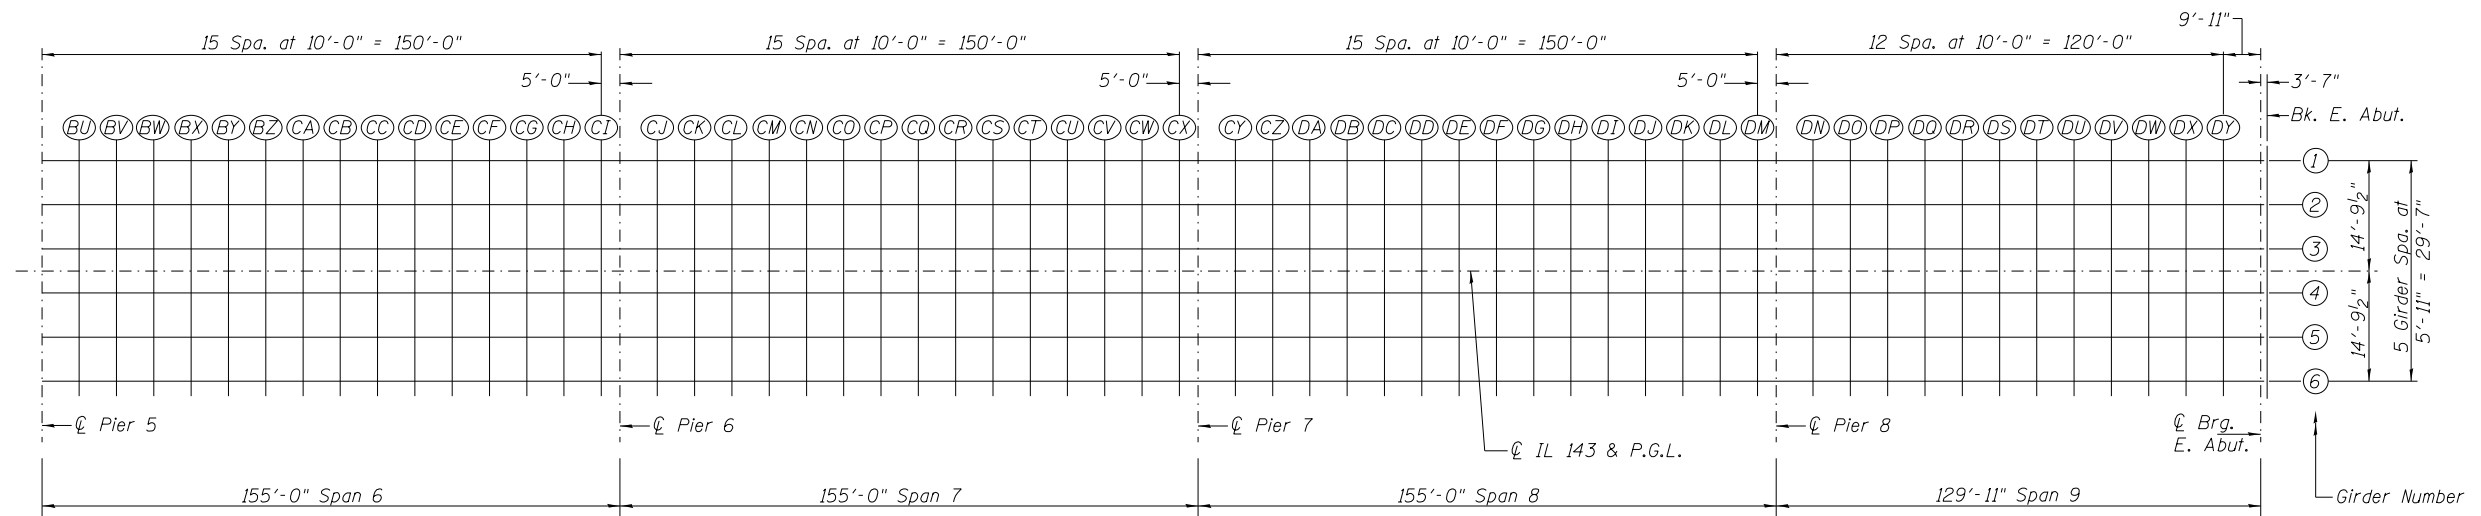 9'-11"
15 Spa. at 10'-0" = 150'-0"
15 Spa. at 10'-0" = 150'-0"
15 Spa. at 10'-0" = 150'-0"
12 Spa. at 10'-0" = 120'-0"
5'-0"
5'-0"
5'-0"
3'-7"
Bk. E. Abut.
BU BV BW BX BY BZ CA CB CC CD CE CF CG CH CI CJ CK CL CM CN CO CP CQ CR CS CT CU CV CW CX CY CZ DA DB DC DD DE DF DG DH DI DJ DK DL DM DN DO DP DQ DR DS DT DU DV DW DX DY
1
2
3
4
5
6
14'-9½"
14'-9½"
5 Girder Spa. at
5'-11" = 29'-7"
℄ Pier 5
℄ Pier 6
℄ Pier 7
℄ Pier 8
℄ Brg.
E. Abut.
℄ IL 143 & P.G.L.
155'-0" Span 6
155'-0" Span 7
155'-0" Span 8
129'-11" Span 9
Girder Number